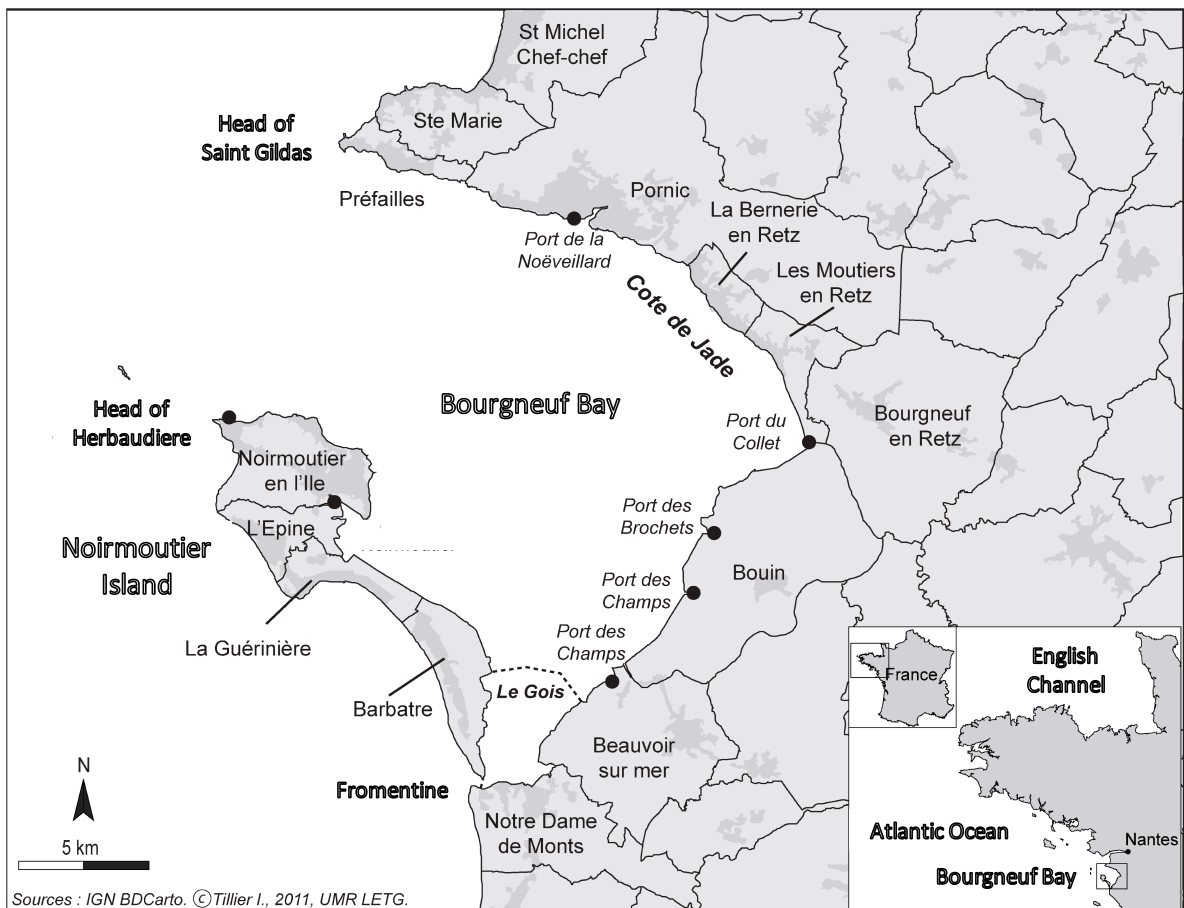 St Michel
Chef-chef
Ste Marie
Head of
Saint Gildas
Préfailles
Pornic
Port de la
Noëveillard
La Bernerie
en Retz
Les Moutiers
en Retz
Cote de Jade
Head of
Herbaudiere
Bourgneuf Bay
Bourgneuf
en Retz
Port du
Collet
Noirmoutier
en l'Ile
L'Epine
Noirmoutier
Island
Port des
Brochets
Bouin
Port des
Champs
La Guérinière
Port des
Champs
Le Gois
Barbatre
Beauvoir
sur mer
Fromentine
Notre Dame
de Monts
N
5 km
France
English
Channel
Atlantic Ocean
Nantes
Bourgneuf Bay
Sources : IGN BDCarto. ©Tillier I., 2011, UMR LETG.